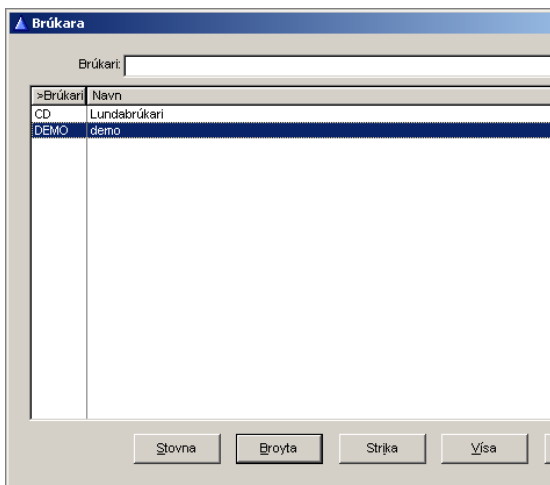 Brúkara
Brúkari:
>Brúkari Navn
CD Lundabrúkari
DEMO demo
Stovna Broyta Strika Vísa